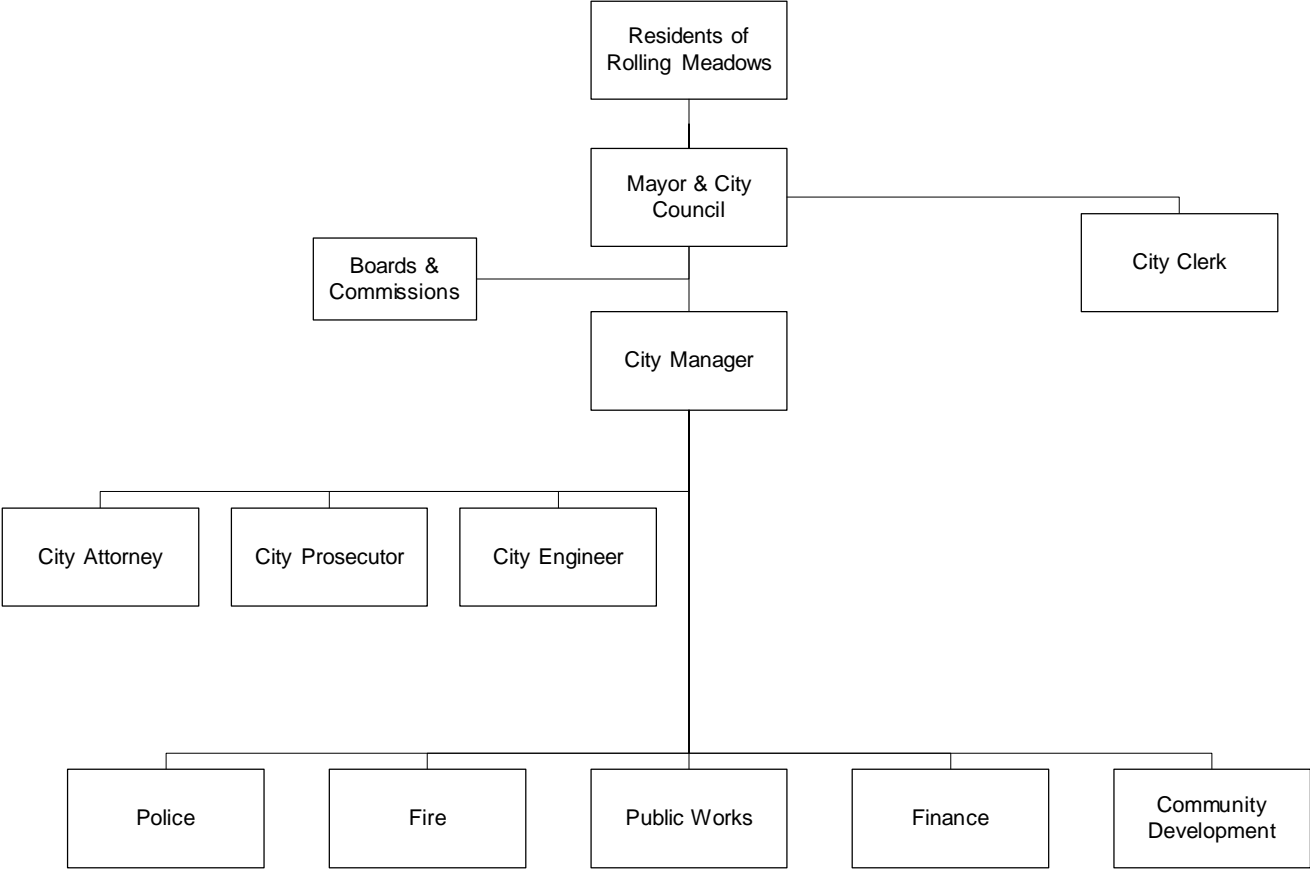 Residents of
Rolling Meadows
Mayor & City
Council
City Clerk
Boards &
Commissions
City Manager
City Attorney
City Prosecutor
City Engineer
Police
Fire
Public Works
Finance
Community
Development